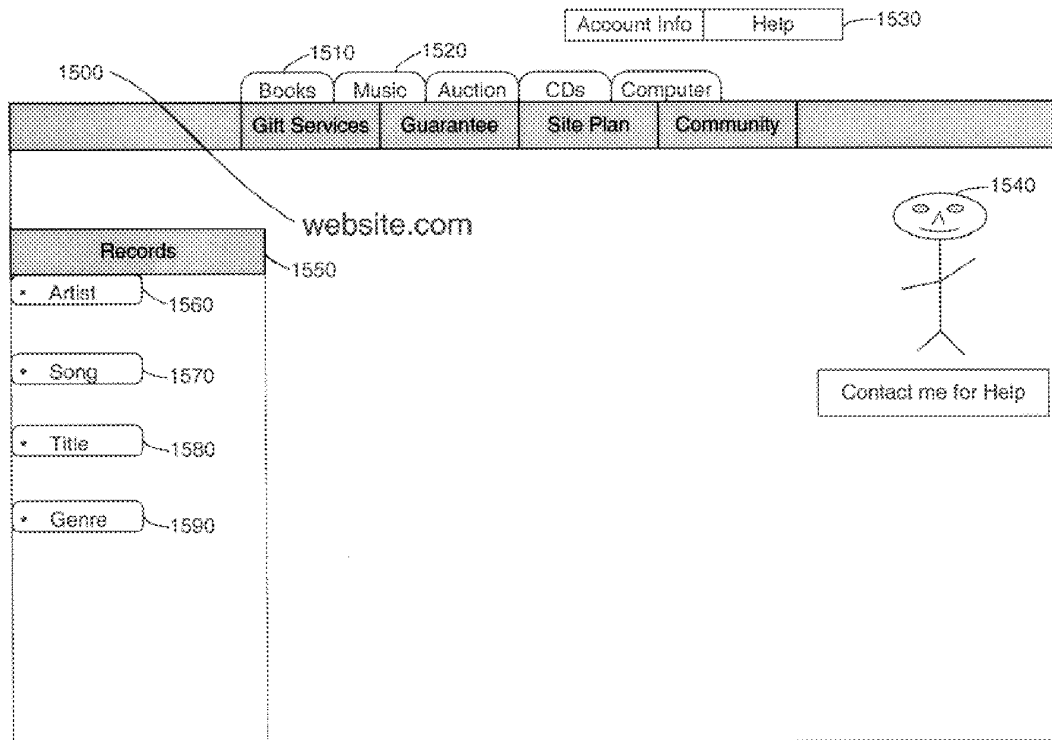 Account Info Help 1530
1510
1520
1500
Books Music Auction CDs Computer
Gift Services Guarantee Site Plan Community
1540
website.com
Records
1550
Artist
1560
Song
1570
Contact me for Help
Title
1580
Genre
1590